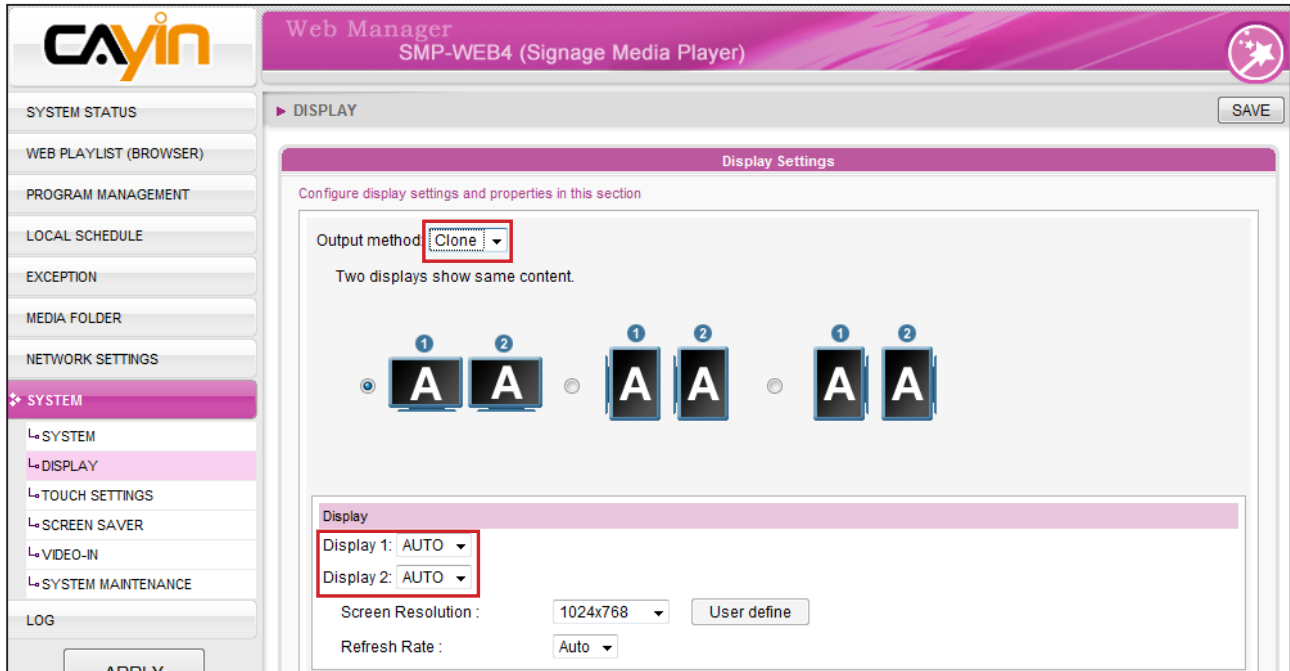 CAYIN
Web Manager
SMP-WEB4 (Signage Media Player)
SYSTEM STATUS
WEB PLAYLIST (BROWSER)
PROGRAM MANAGEMENT
LOCAL SCHEDULE
EXCEPTION
MEDIA FOLDER
NETWORK SETTINGS
SYSTEM
SYSTEM
DISPLAY
TOUCH SETTINGS
SCREEN SAVER
VIDEO-IN
SYSTEM MAINTENANCE
LOG
APPLY
DISPLAY
SAVE
Display Settings
Configure display settings and properties in this section
Output method: Clone
Two displays show same content.
1 2 1 2 1 2
A A A A A A
Display
Display 1: AUTO
Display 2: AUTO
Screen Resolution : 1024x768 User define
Refresh Rate : Auto